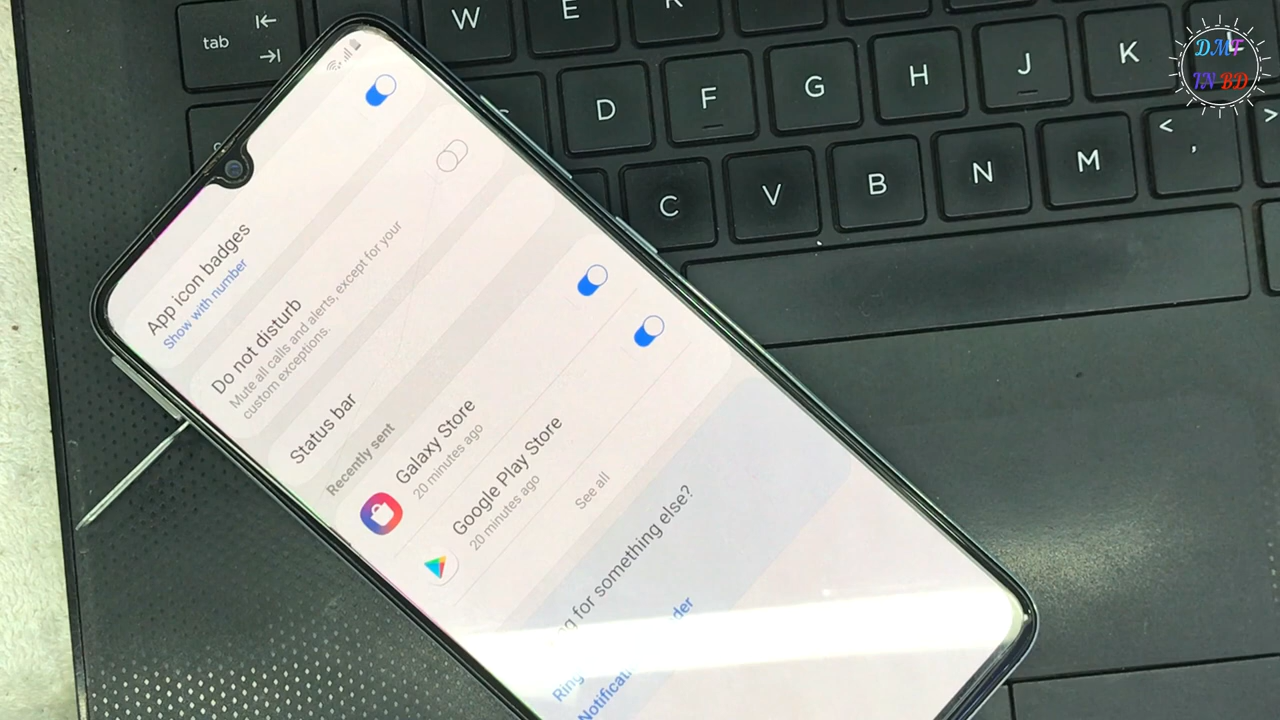 DMT
IN BD
tab
W
E
D
F
G
H
J
K
L
C
V
B
N
M
<
,
>
App icon badges
Show with number
Do not disturb
Mute all calls and alerts, except for your
custom exceptions.
Status bar
Recently sent
Galaxy Store
20 minutes ago
Google Play Store
20 minutes ago
See all
for something else?